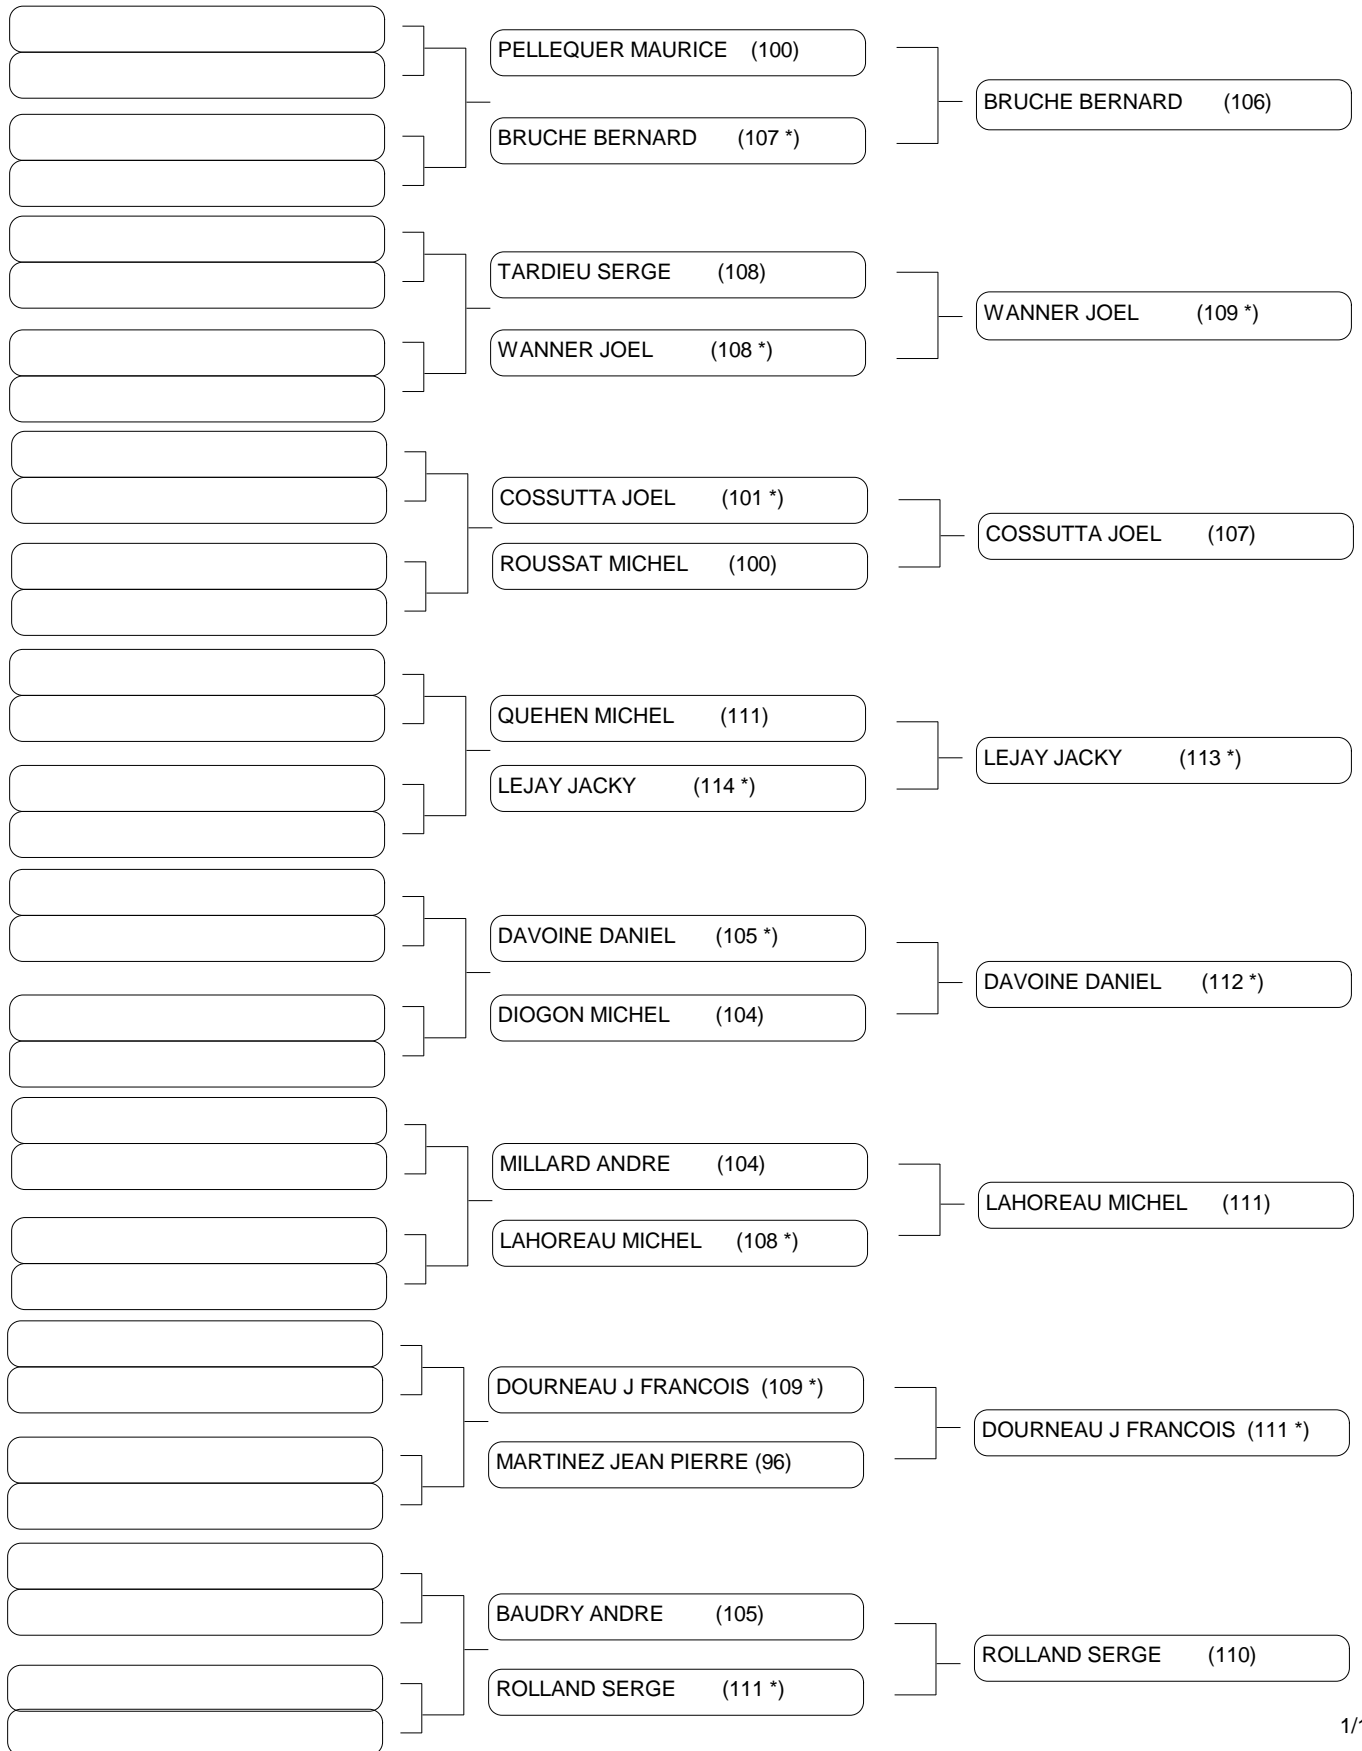 PELLEQUER MAURICE (100)
BRUCHE BERNARD (107 *)
BRUCHE BERNARD (106)
TARDIEU SERGE (108)
WANNER JOEL (108 *)
WANNER JOEL (109 *)
COSSUTTA JOEL (101 *)
ROUSSAT MICHEL (100)
COSSUTTA JOEL (107)
QUEHEN MICHEL (111)
LEJAY JACKY (114 *)
LEJAY JACKY (113 *)
DAVOINE DANIEL (105 *)
DIOGON MICHEL (104)
DAVOINE DANIEL (112 *)
MILLARD ANDRE (104)
LAHOREAU MICHEL (108 *)
LAHOREAU MICHEL (111)
DOURNEAU J FRANCOIS (109 *)
MARTINEZ JEAN PIERRE (96)
DOURNEAU J FRANCOIS (111 *)
BAUDRY ANDRE (105)
ROLLAND SERGE (111 *)
ROLLAND SERGE (110)
1/1